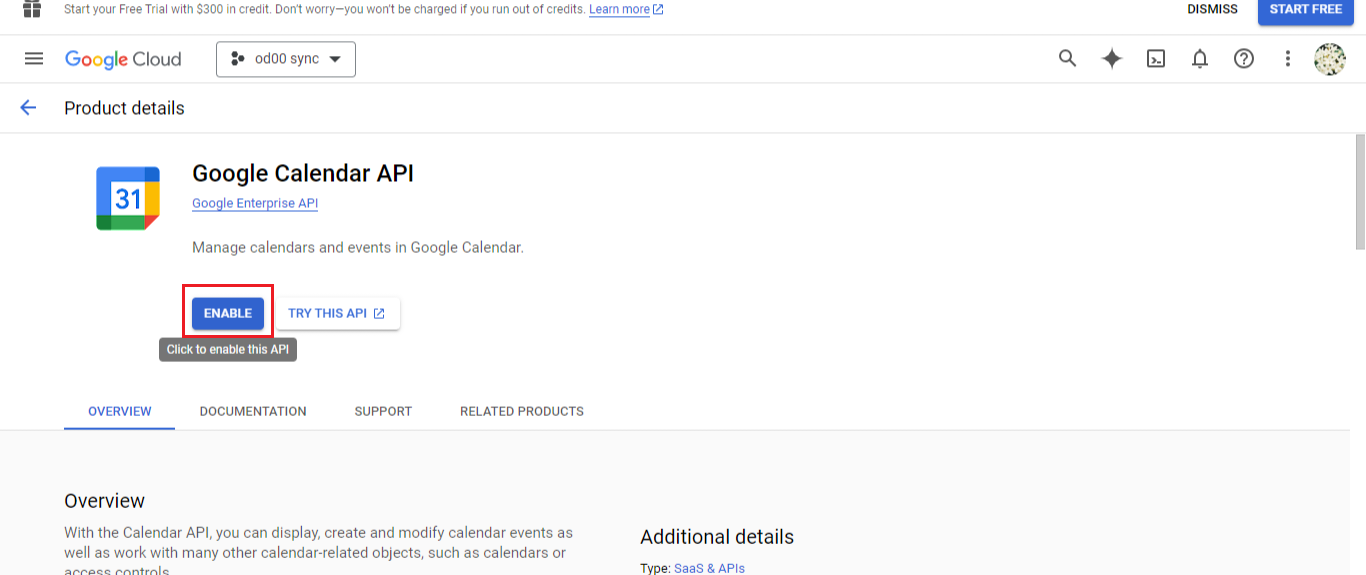 Start your Free Trial with $300 in credit. Don't worry—you won't be charged if you run out of credits. Learn more
DISMISS
START FREE
Google Cloud
od00 sync
Product details
31
Google Calendar API
Google Enterprise API
Manage calendars and events in Google Calendar.
ENABLE
TRY THIS API
Click to enable this API
OVERVIEW
DOCUMENTATION
SUPPORT
RELATED PRODUCTS
Overview
With the Calendar API, you can display, create and modify calendar events as
well as work with many other calendar-related objects, such as calendars or
access controls.
Additional details
Type: SaaS & APIs